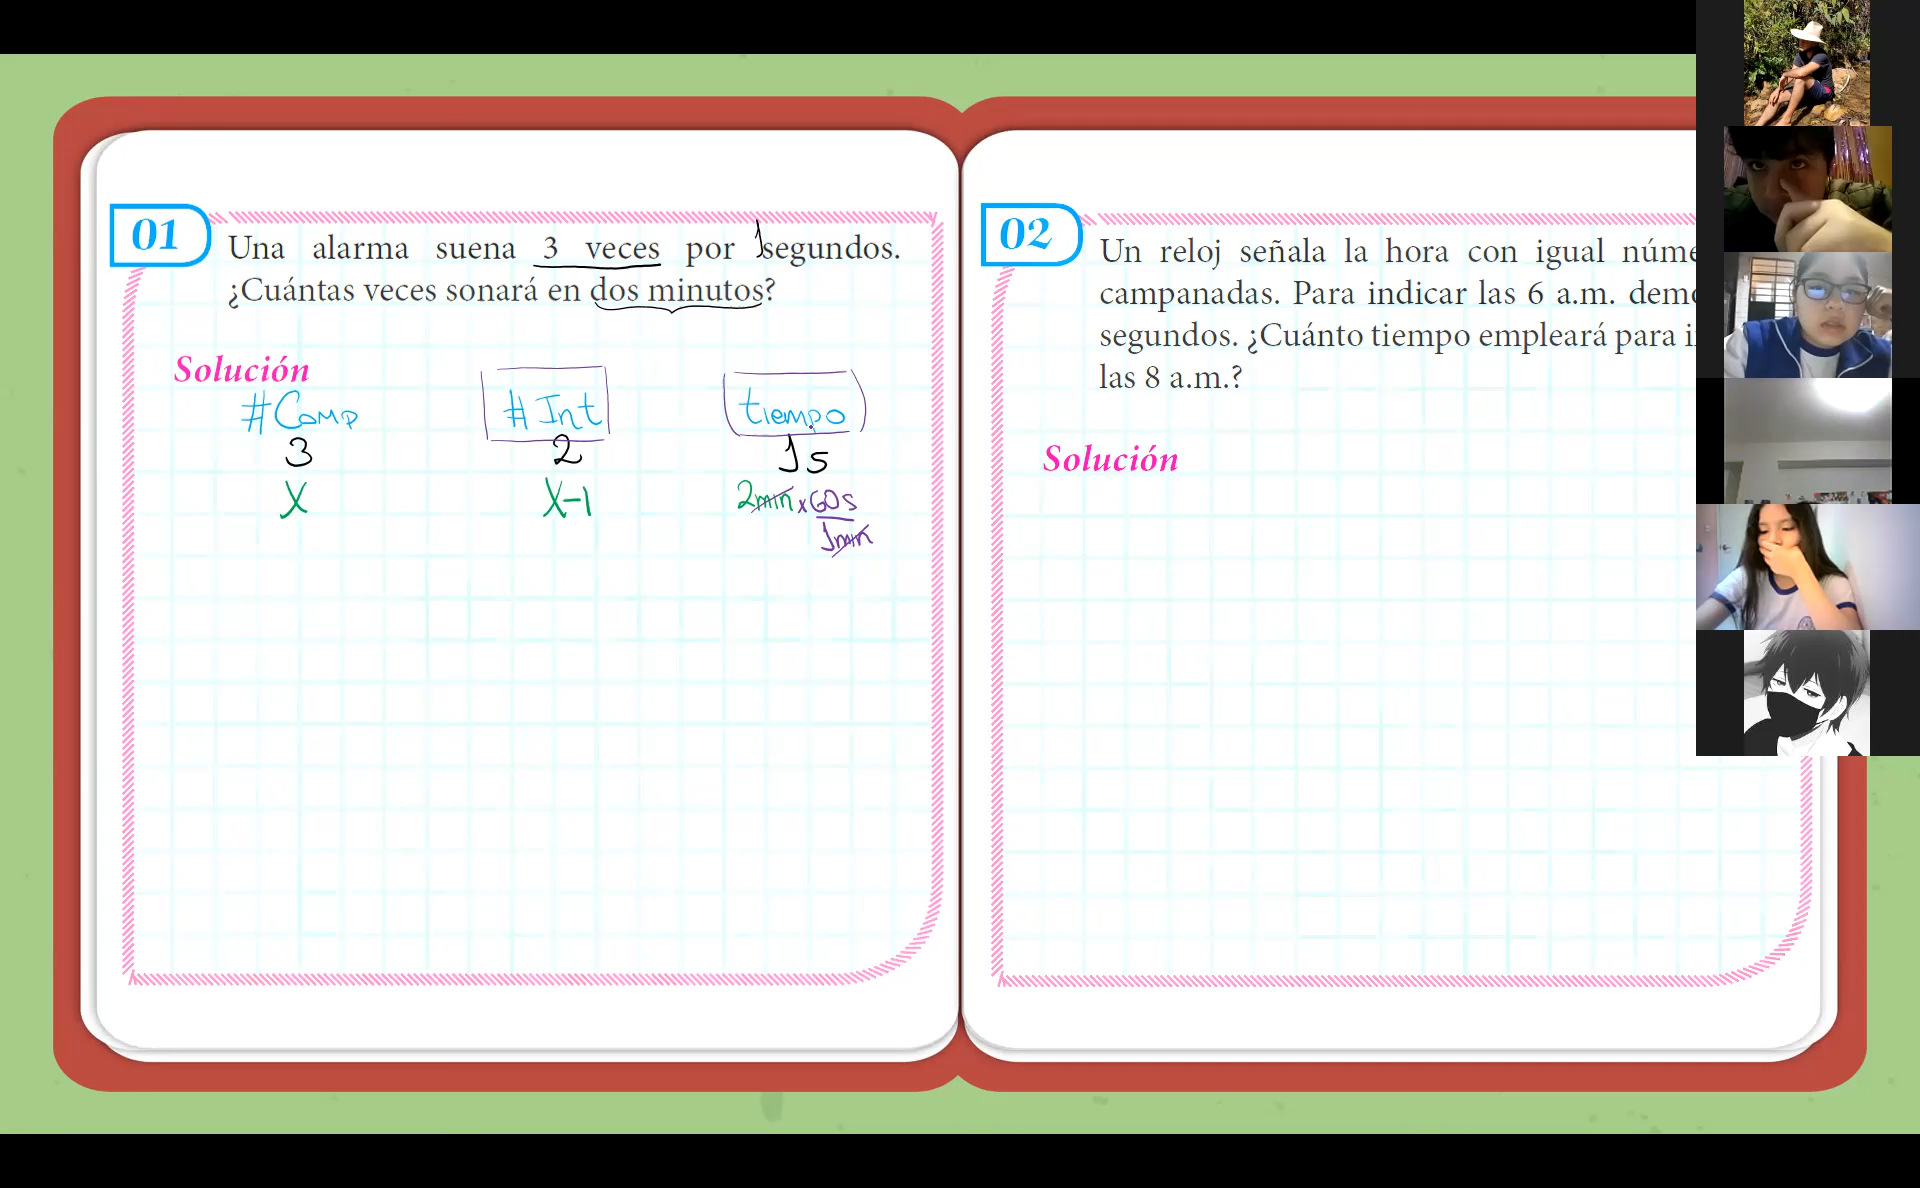 01
Una alarma suena 3 veces por 1 segundos.
¿Cuántas veces sonará en dos minutos?
Solución
#Comp #Int tiempo
3 2 1s
X X-1 2min x 60s
1min
02
Un reloj señala la hora con igual núme
campanadas. Para indicar las 6 a.m. demo
segundos. ¿Cuánto tiempo empleará para i
las 8 a.m.?
Solución